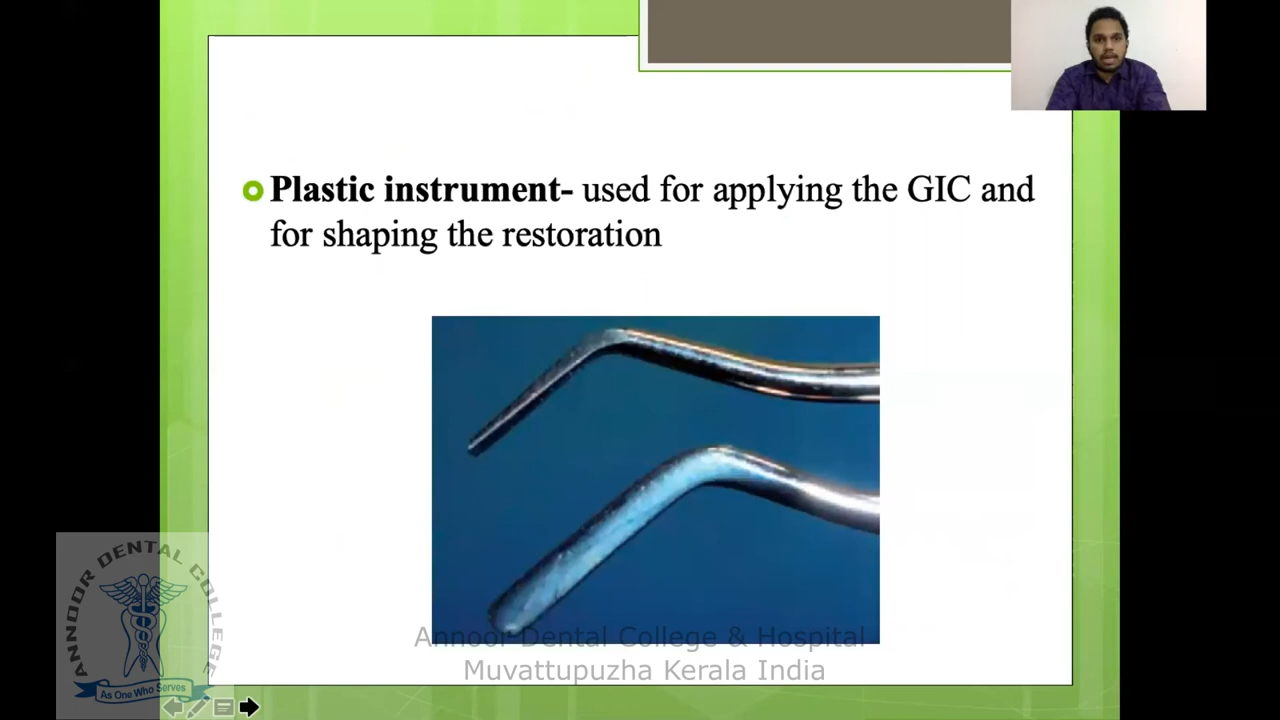 Plastic instrument- used for applying the GIC and
for shaping the restoration
ANNOOR DENTAL COLLEGE
As One Who Serves
Annoor Dental College & Hospital
Muvattupuzha Kerala India